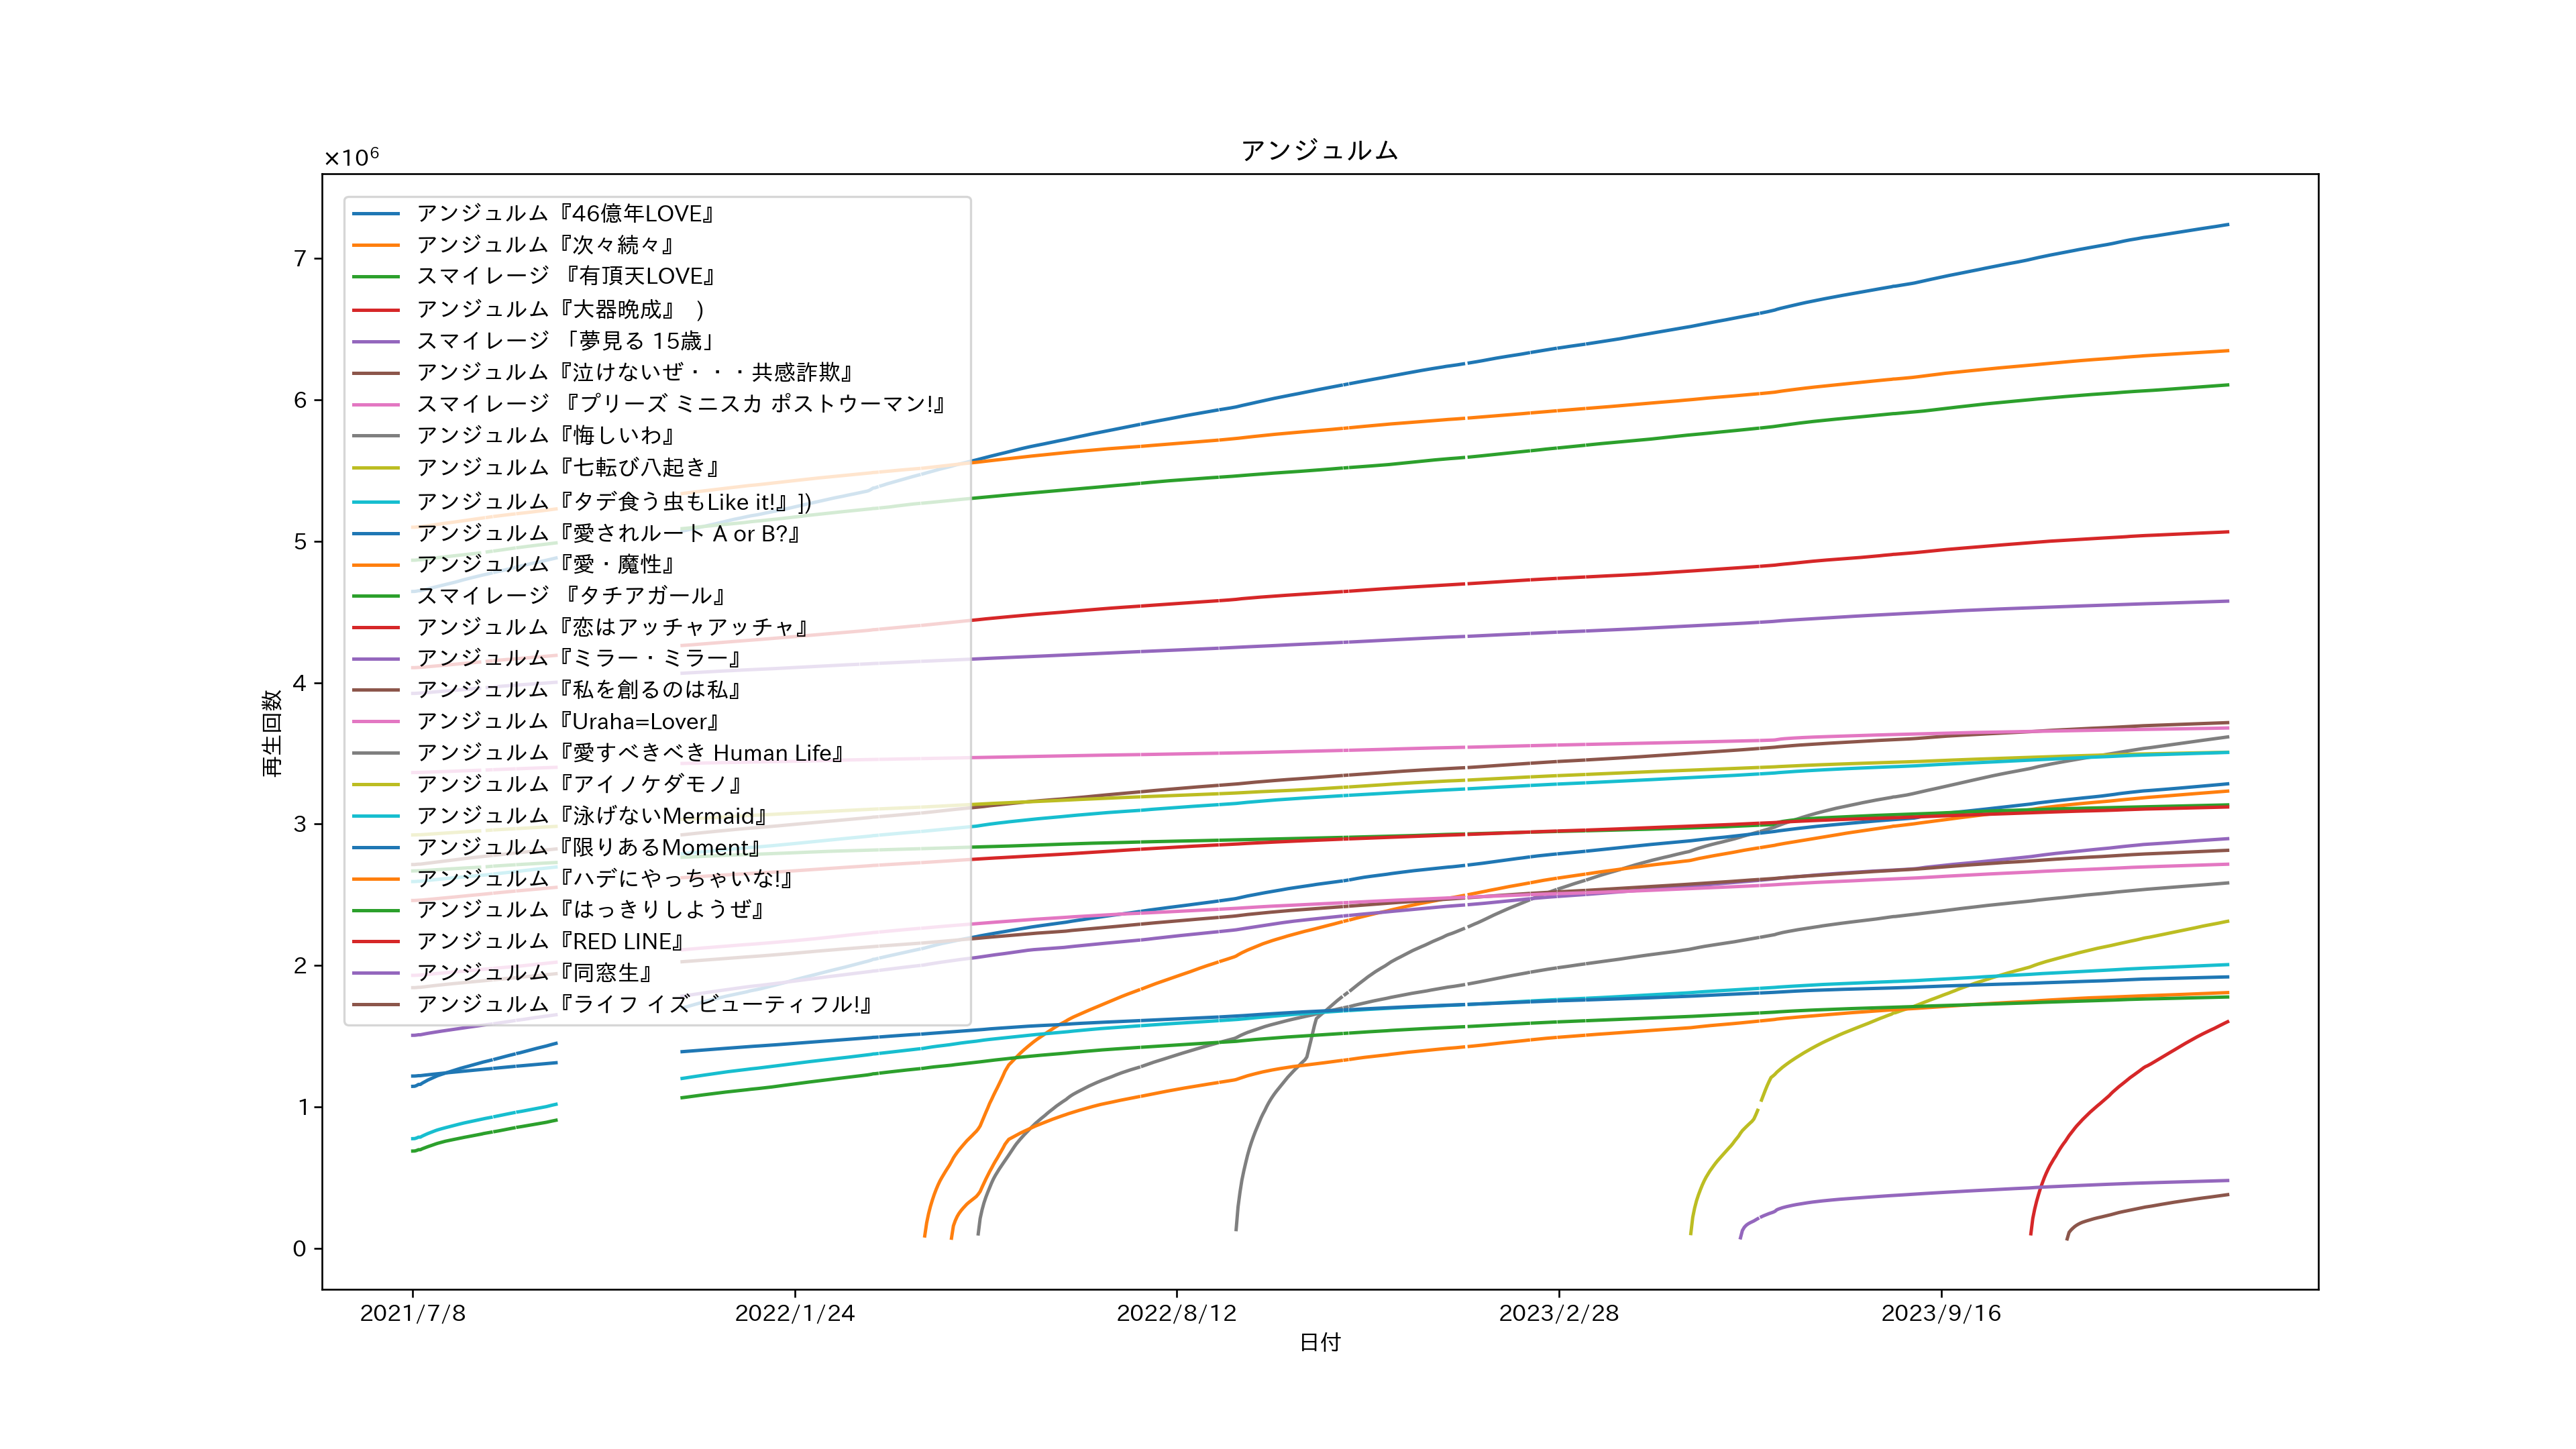 アンジュルム
×10⁶
アンジュルム『46億年LOVE』
アンジュルム『次々続々』
スマイレージ 『有頂天LOVE』
アンジュルム『大器晩成』 )
スマイレージ 「夢見る 15歳」
アンジュルム『泣けないぜ・・・共感詐欺』
スマイレージ 『プリーズ ミニスカ ポストウーマン!』
アンジュルム『悔しいわ』
アンジュルム『七転び八起き』
アンジュルム『タデ食う虫もLike it!』])
アンジュルム『愛されルート A or B?』
アンジュルム『愛・魔性』
スマイレージ 『タチアガール』
アンジュルム『恋はアッチャアッチャ』
アンジュルム『ミラー・ミラー』
アンジュルム『私を創るのは私』
アンジュルム『Uraha=Lover』
アンジュルム『愛すべきべき Human Life』
アンジュルム『アイノケダモノ』
アンジュルム『泳げないMermaid』
アンジュルム『限りあるMoment』
アンジュルム『ハデにやっちゃいな!』
アンジュルム『はっきりしようぜ』
アンジュルム『RED LINE』
アンジュルム『同窓生』
アンジュルム『ライフ イズ ビューティフル!』
再生回数
7
6
5
4
3
2
1
0
2021/7/8 2022/1/24 2022/8/12 2023/2/28 2023/9/16
日付